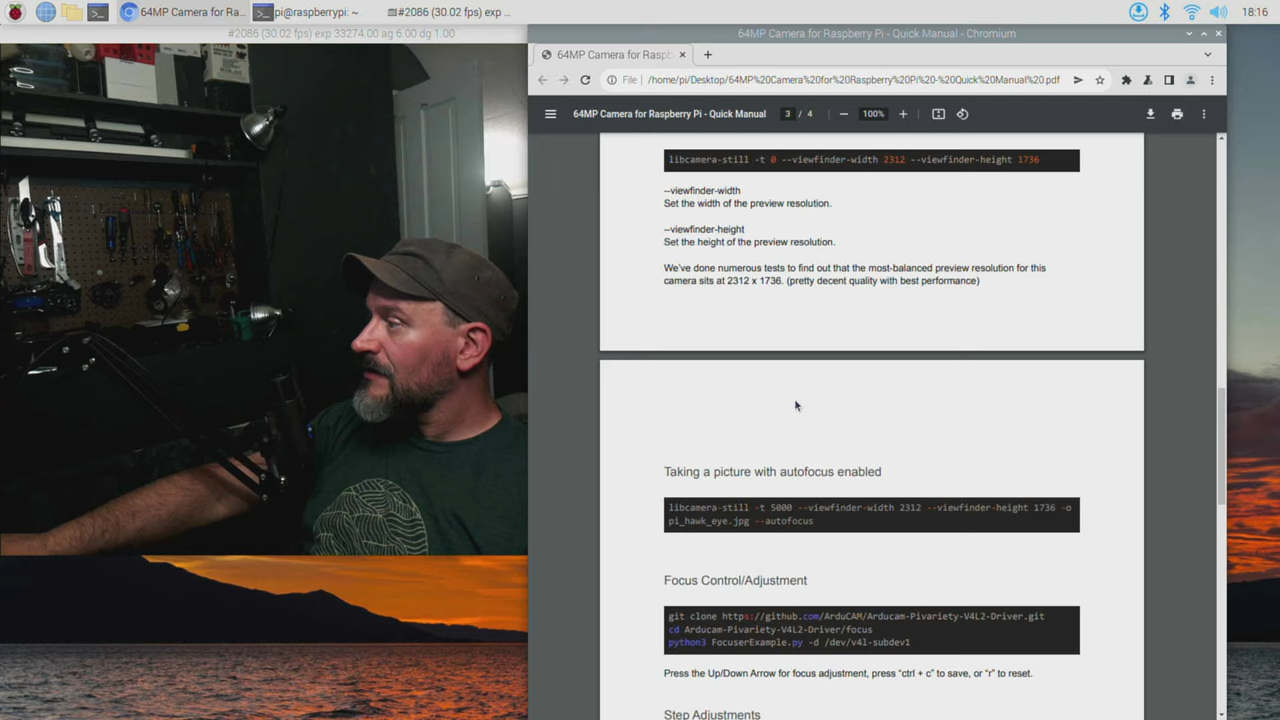 64MP Camera for Ra...
pi@raspberrypi: ~
#2086 (30.02 fps) exp ...
18:16
#2086 (30.02 fps) exp 33274.00 ag 6.00 dg 1.00
64MP Camera for Raspberry Pi - Quick Manual - Chromium
64MP Camera for Raspb
File /home/pi/Desktop/64MP%20Camera%20for%20Raspberry%20Pi%20-%20Quick%20Manual%20.pdf
64MP Camera for Raspberry Pi - Quick Manual 3 / 4 100%
libcamera-still -t 0 --viewfinder-width 2312 --viewfinder-height 1736
--viewfinder-width
Set the width of the preview resolution.
--viewfinder-height
Set the height of the preview resolution.
We've done numerous tests to find out that the most-balanced preview resolution for this
camera sits at 2312 x 1736. (pretty decent quality with best performance)
Taking a picture with autofocus enabled
libcamera-still -t 5000 --viewfinder-width 2312 --viewfinder-height 1736 -o
pi_hawk_eye.jpg --autofocus
Focus Control/Adjustment
git clone https://github.com/ArduCAM/Arducam-Pivariety-V4L2-Driver.git
cd Arducam-Pivariety-V4L2-Driver/focus
python3 FocuserExample.py -d /dev/v4l-subdev1
Press the Up/Down Arrow for focus adjustment, press “ctrl + c” to save, or “r” to reset.
Step Adjustments